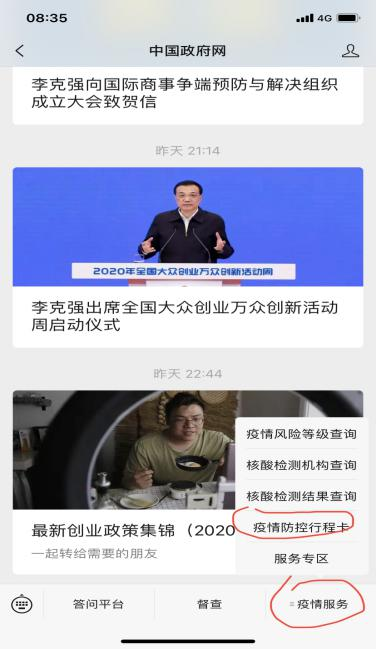 08:35
4G
中国政府网
李克强向国际商事争端预防与解决组织
成立大会致贺信
昨天 21:14
2020年全国大众创业万众创新活动周
李克强出席全国大众创业万众创新活动
周启动仪式
昨天 22:44
疫情风险等级查询
核酸检测机构查询
核酸检测结果查询
疫情防控行程卡
服务专区
最新创业政策集锦（2020
一起转给需要的朋友
答问平台
督查
疫情服务